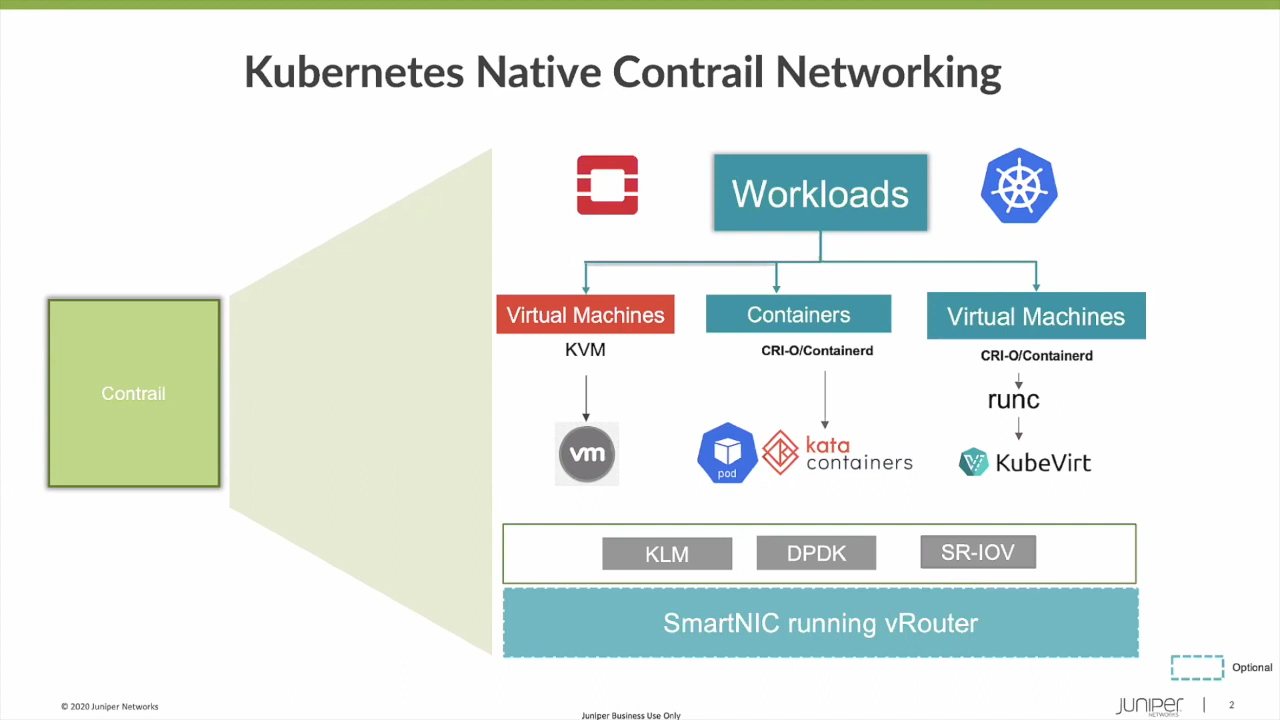 Kubernetes Native Contrail Networking
Workloads
Contrail
Virtual Machines
KVM
vm
Containers
CRI-O/Containerd
pod
kata
containers
Virtual Machines
CRI-O/Containerd
runc
KubeVirt
KLM
DPDK
SR-IOV
SmartNIC running vRouter
Optional
© 2020 Juniper Networks
Juniper Business Use Only
JUNIPER
NETWORKS
2